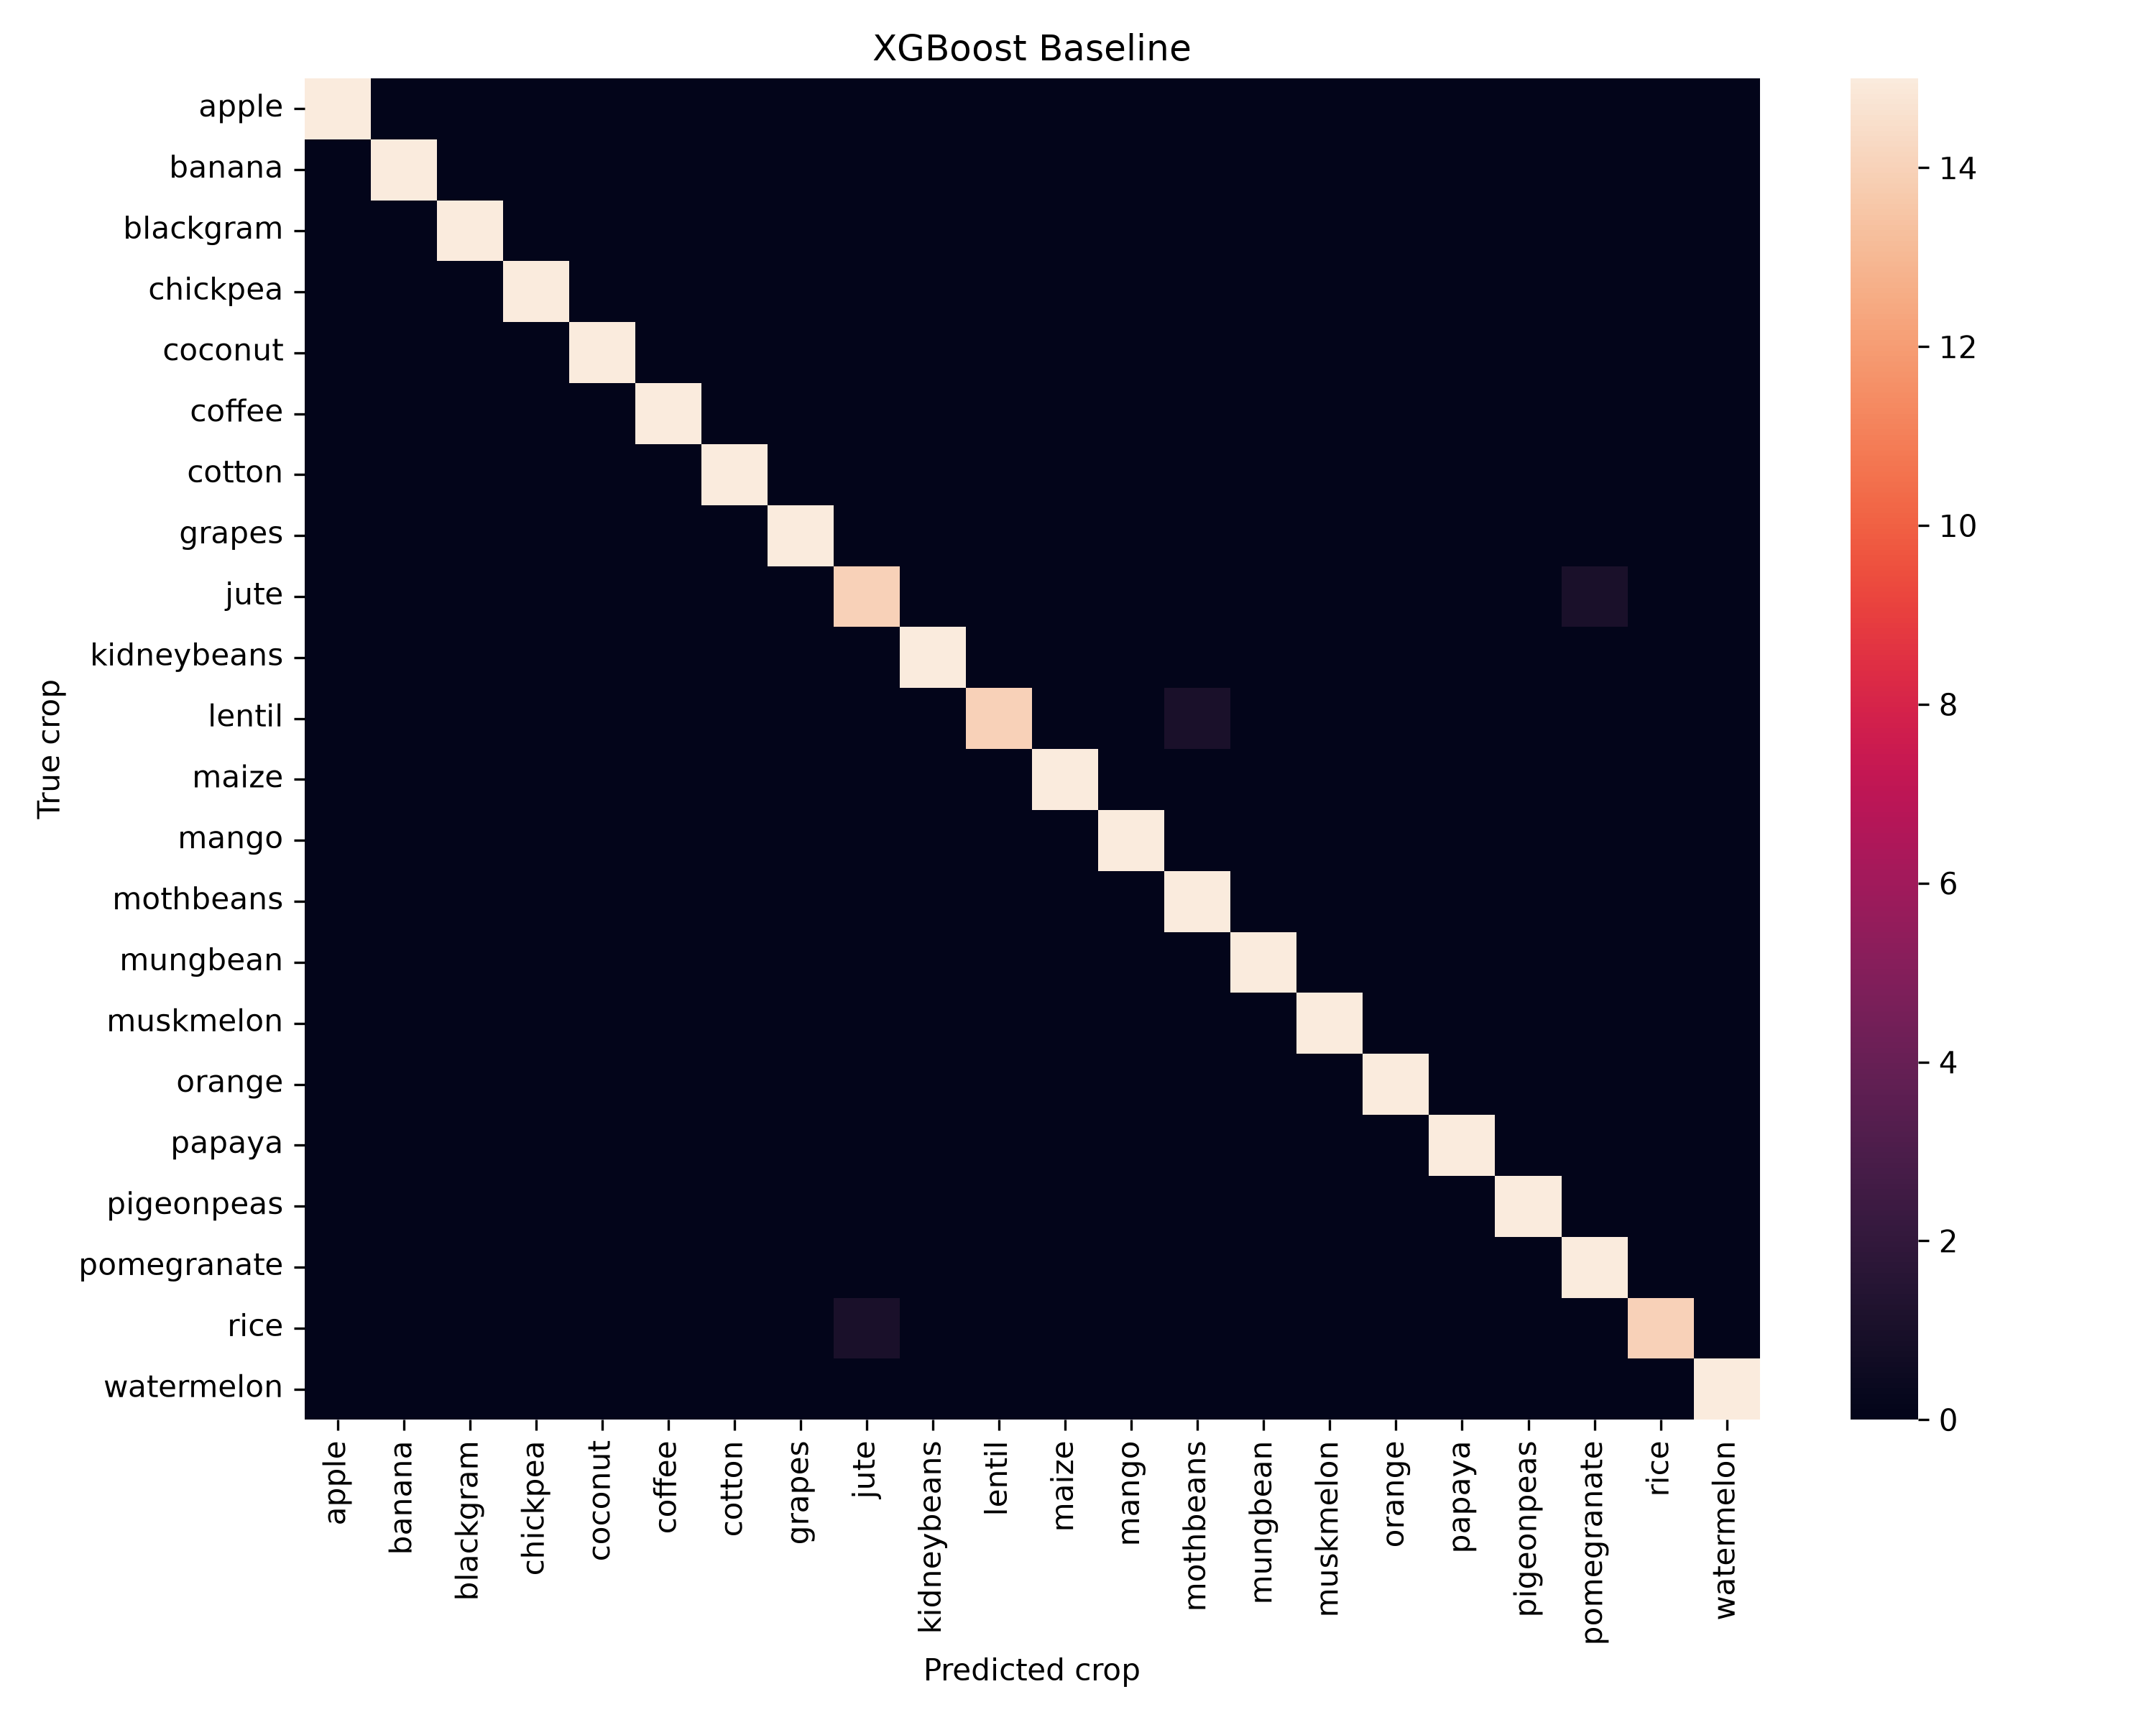 XGBoost Baseline
True crop
apple
banana
blackgram
chickpea
coconut
coffee
cotton
grapes
jute
kidneybeans
lentil
maize
mango
mothbeans
mungbean
muskmelon
orange
papaya
pigeonpeas
pomegranate
rice
watermelon
apple
banana
blackgram
chickpea
coconut
coffee
cotton
grapes
jute
kidneybeans
lentil
maize
mango
mothbeans
mungbean
muskmelon
orange
papaya
pigeonpeas
pomegranate
rice
watermelon
Predicted crop
14
12
10
8
6
4
2
0